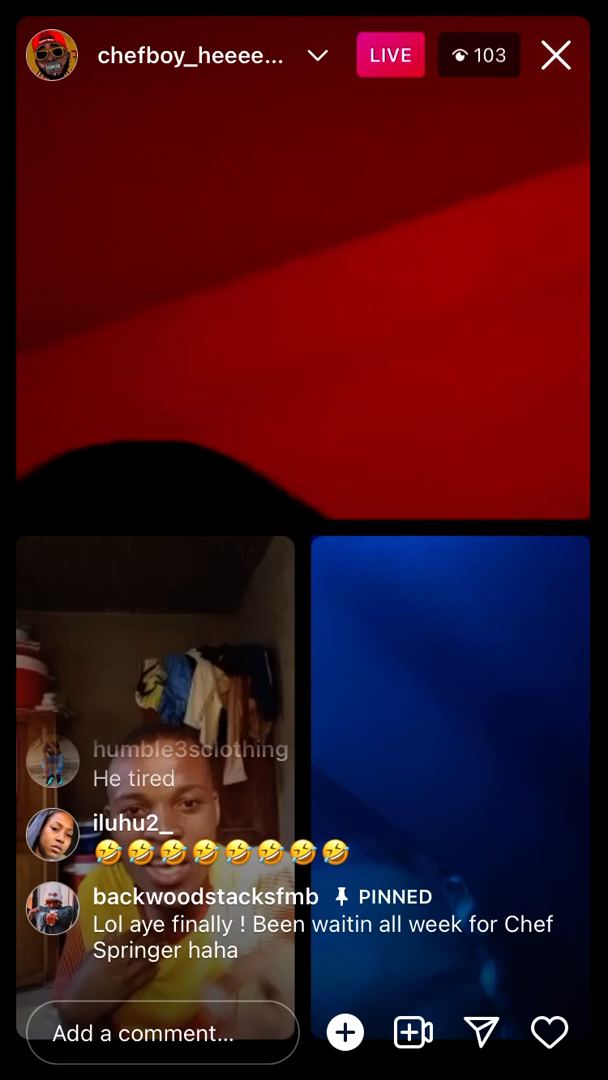 chefboy_heeee...
LIVE
103
humble3sclothing
He tired
iluhu2_
🤣🤣🤣🤣🤣🤣🤣🤣
backwoodstacksfmb PINNED
Lol aye finally ! Been waitin all week for Chef
Springer haha
Add a comment...